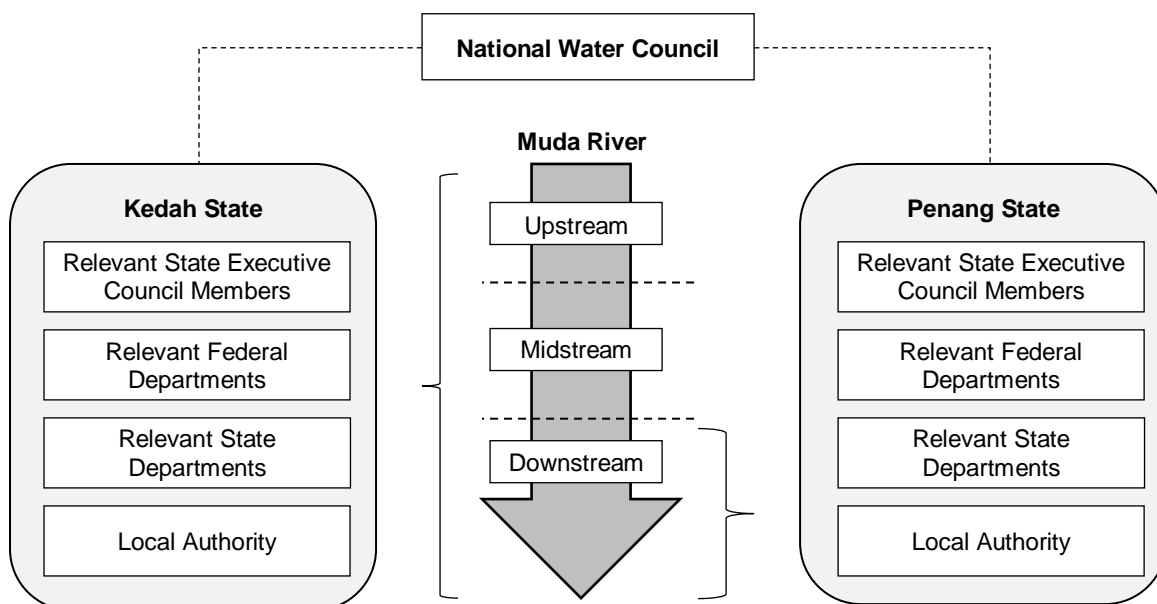 National Water Council
Muda River
Kedah State
Relevant State Executive
Council Members
Relevant Federal
Departments
Relevant State
Departments
Local Authority
Upstream
Midstream
Downstream
Penang State
Relevant State Executive
Council Members
Relevant Federal
Departments
Relevant State
Departments
Local Authority